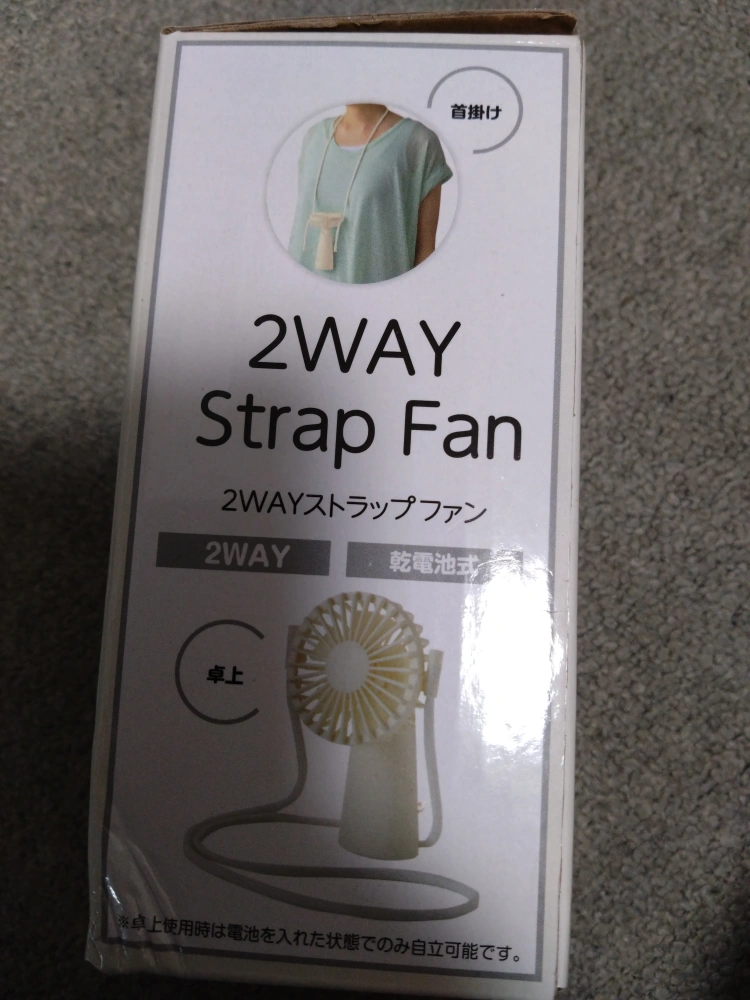 首掛け
2WAY
Strap Fan
2WAYストラップファン
2WAY
乾電池式
卓上
※卓上使用時は電池を入れた状態でのみ自立可能です。